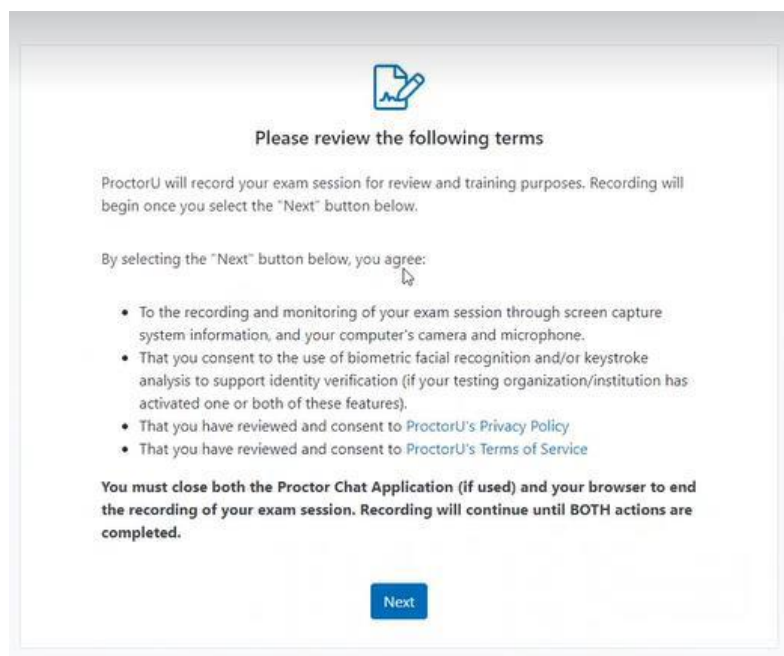 Please review the following terms
ProctorU will record your exam session for review and training purposes. Recording will
begin once you select the "Next" button below.
By selecting the "Next" button below, you agree:
• To the recording and monitoring of your exam session through screen capture
system information, and your computer's camera and microphone.
• That you consent to the use of biometric facial recognition and/or keystroke
analysis to support identity verification (if your testing organization/institution has
activated one or both of these features).
• That you have reviewed and consent to ProctorU's Privacy Policy
• That you have reviewed and consent to ProctorU's Terms of Service
You must close both the Proctor Chat Application (if used) and your browser to end
the recording of your exam session. Recording will continue until BOTH actions are
completed.
Next